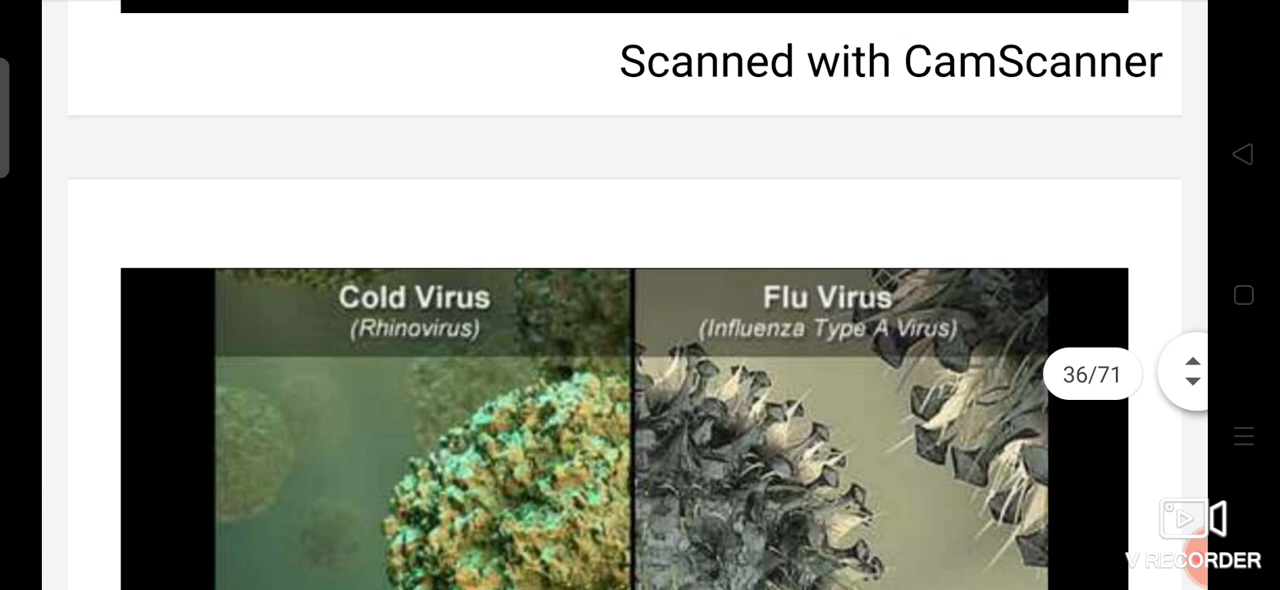 Scanned with CamScanner
Cold Virus
(Rhinovirus)
Flu Virus
(Influenza Type A Virus)
36/71
V RECORDER